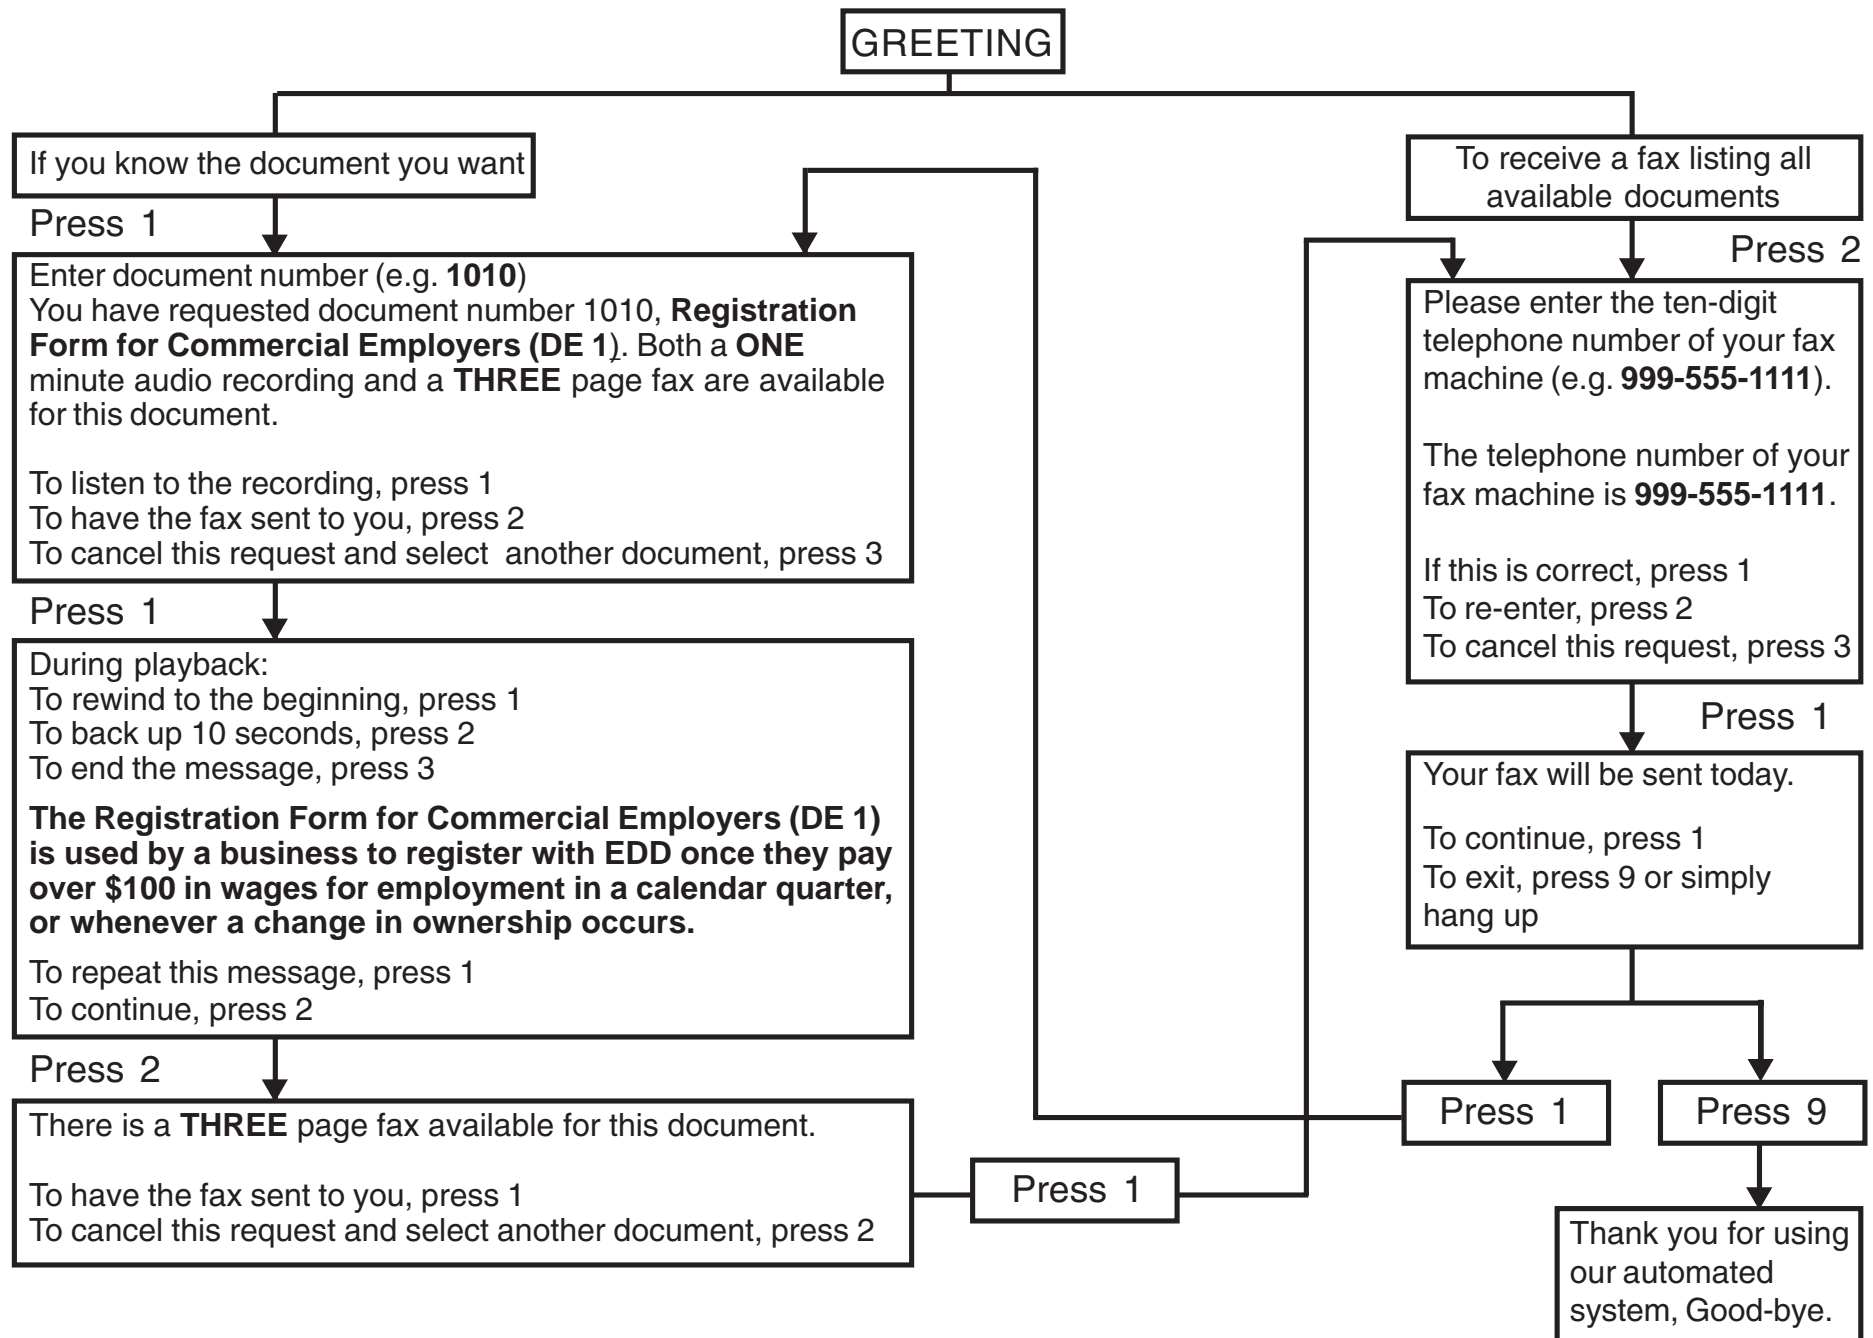 GREETING
If you know the document you want
Press 1
Enter document number (e.g. 1010)
You have requested document number 1010, Registration
Form for Commercial Employers (DE 1). Both a ONE
minute audio recording and a THREE page fax are available
for this document.
To listen to the recording, press 1
To have the fax sent to you, press 2
To cancel this request and select another document, press 3
Press 1
During playback:
To rewind to the beginning, press 1
To back up 10 seconds, press 2
To end the message, press 3
The Registration Form for Commercial Employers (DE 1)
is used by a business to register with EDD once they pay
over $100 in wages for employment in a calendar quarter,
or whenever a change in ownership occurs.
To repeat this message, press 1
To continue, press 2
Press 2
There is a THREE page fax available for this document.
To have the fax sent to you, press 1
To cancel this request and select another document, press 2
Press 1
To receive a fax listing all
available documents
Press 2
Please enter the ten-digit
telephone number of your fax
machine (e.g. 999-555-1111).
The telephone number of your
fax machine is 999-555-1111.
If this is correct, press 1
To re-enter, press 2
To cancel this request, press 3
Press 1
Your fax will be sent today.
To continue, press 1
To exit, press 9 or simply
hang up
Press 1
Press 9
Thank you for using
our automated
system, Good-bye.